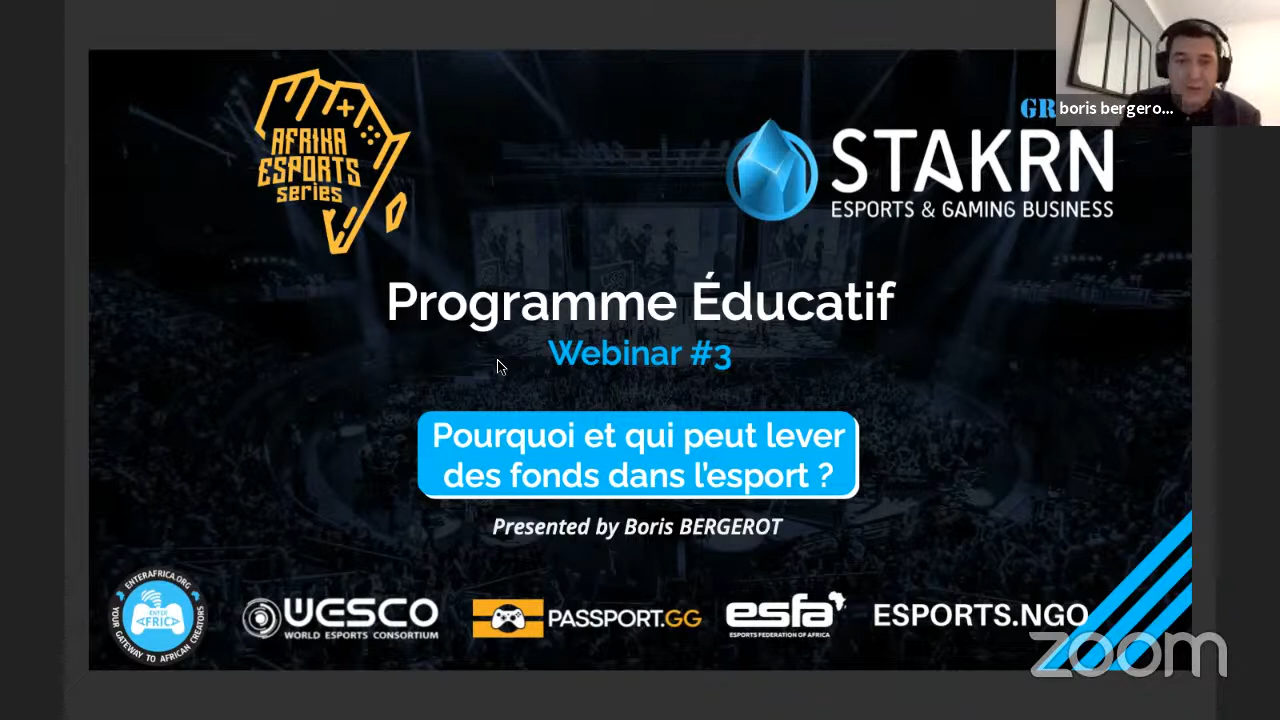 AFRIKA
ESPORTS
series
GR
boris bergero...
STAKRN
ESPORTS & GAMING BUSINESS
Programme Éducatif
Webinar #3
Pourquoi et qui peut lever
des fonds dans l'esport ?
Presented by Boris BERGEROT
ENTERAFRICA.ORG
ENTER
AFRICA
YOUR GATEWAY TO AFRICAN CREATORS
WESCO
WORLD ESPORTS CONSORTIUM
PASSPORT.GG
esfa
ESPORTS FEDERATION OF AFRICA
ESPORTS.NGO
zoom